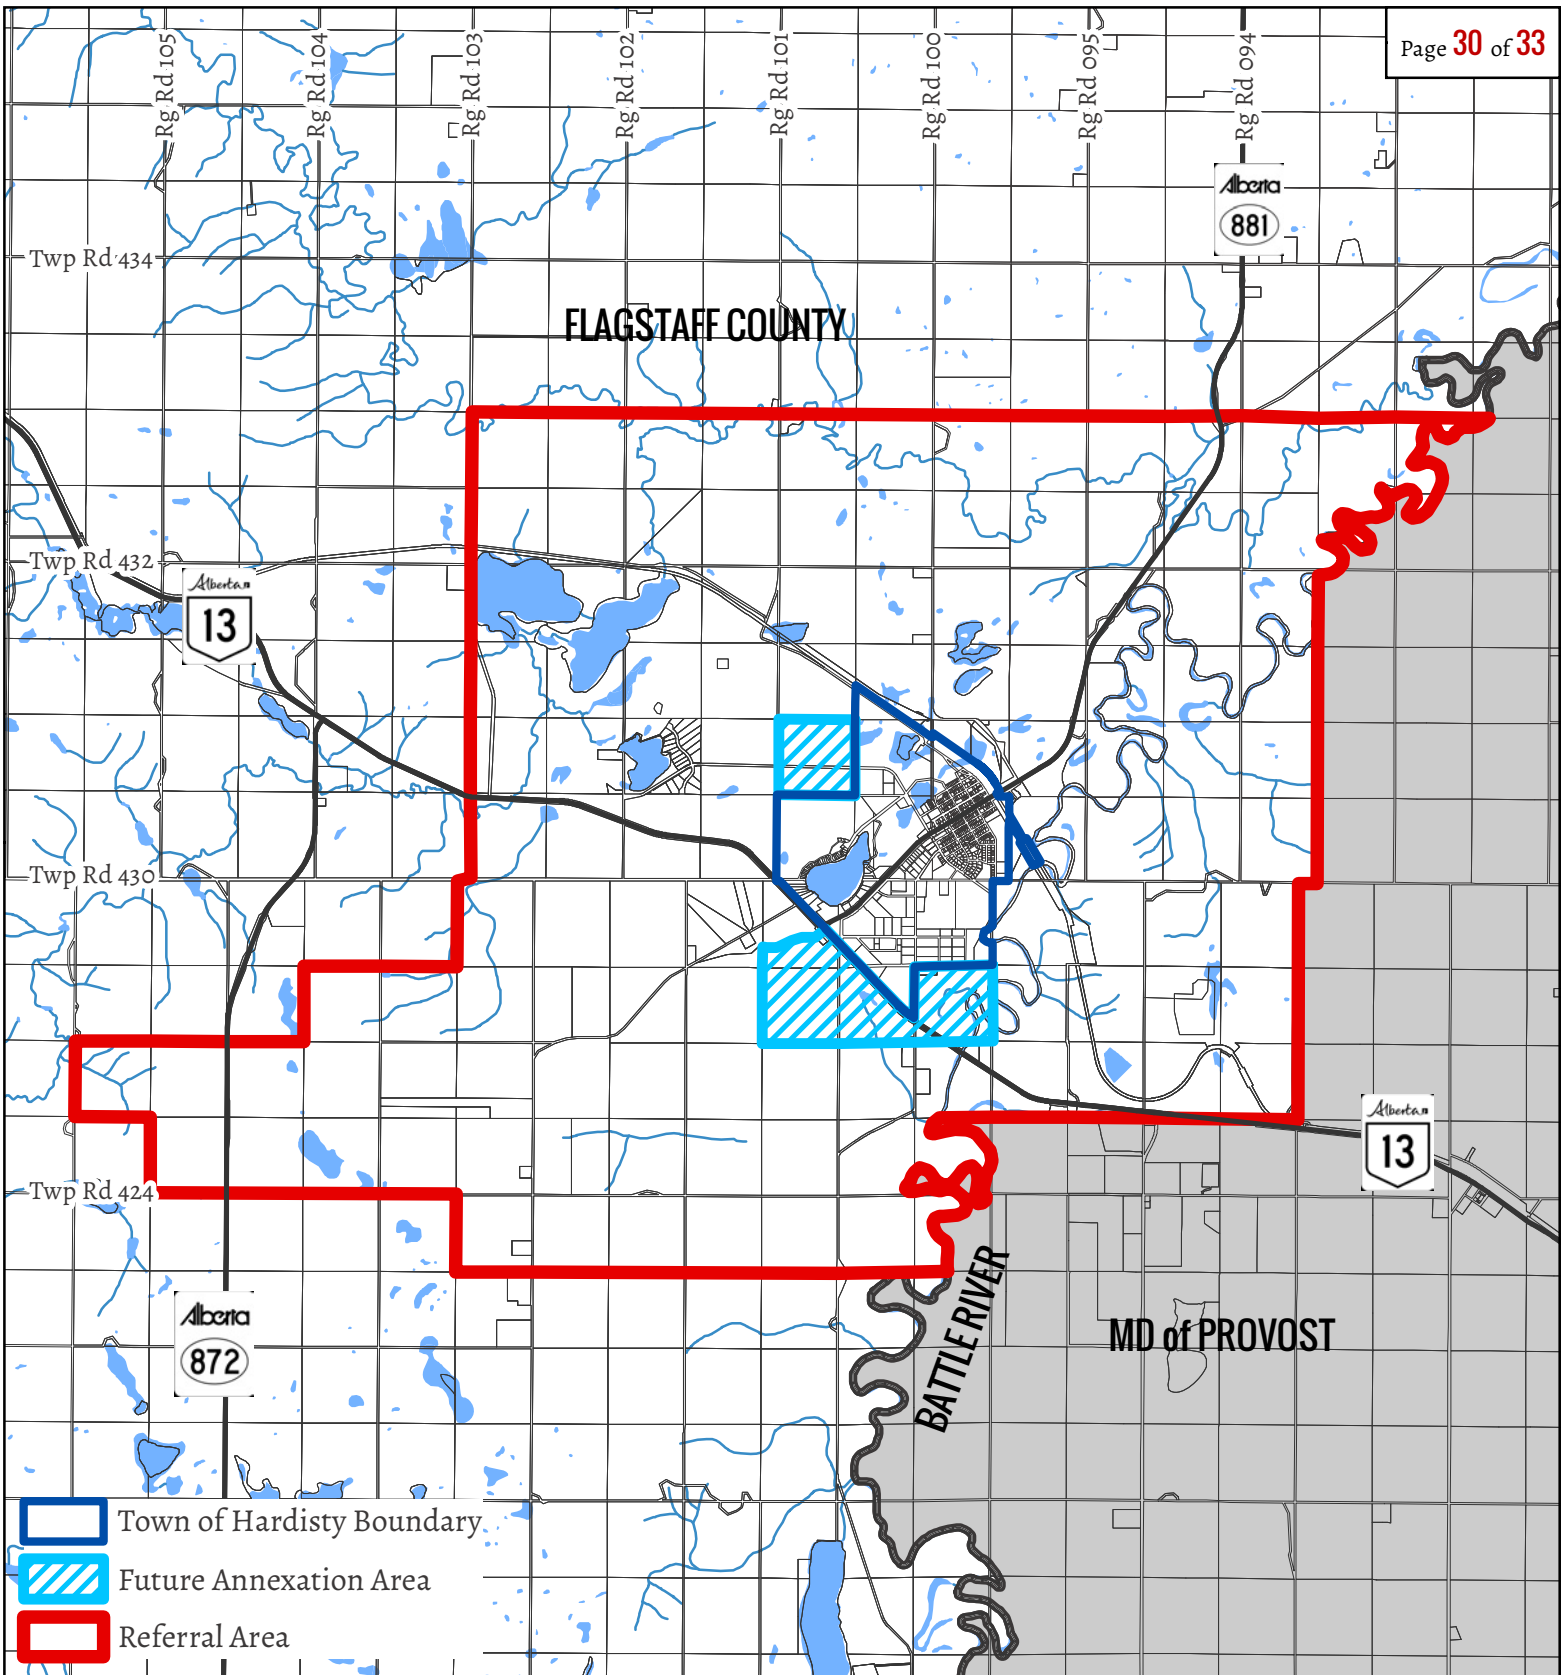 Page 30 of 33
Rg Rd 105
Rg Rd 104
Rg Rd 103
Rg Rd 102
Rg Rd 101
Rg Rd 100
Rg Rd 095
Rg Rd 094
Alberta
881
Twp Rd 434
FLAGSTAFF COUNTY
Twp Rd 432
Alberta
13
Twp Rd 430
Alberta
13
Twp Rd 424
BATTLE RIVER
Alberta
872
MD of PROVOST
Town of Hardisty Boundary
Future Annexation Area
Referral Area